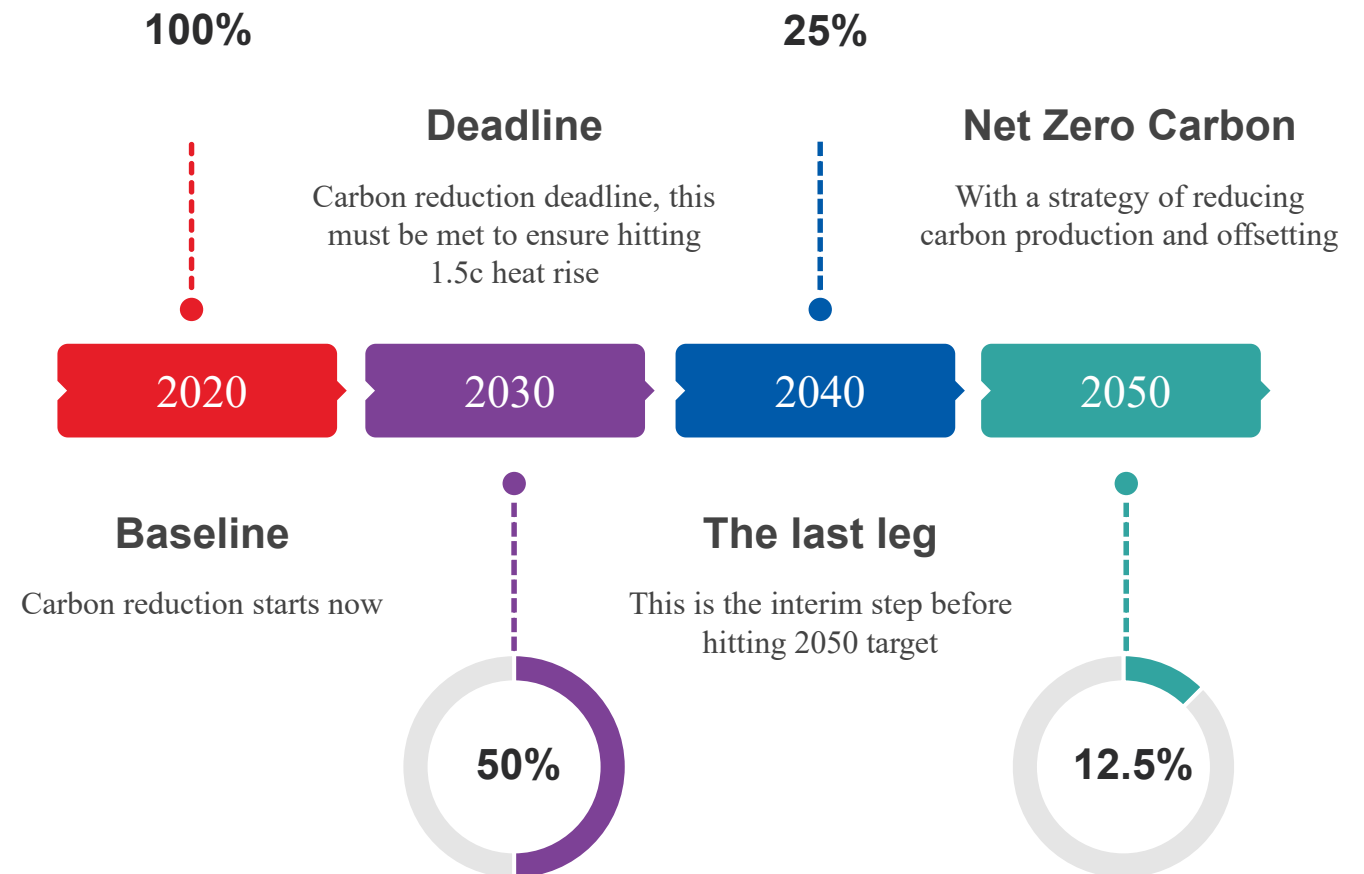 100%
25%
Deadline
Net Zero Carbon
Carbon reduction deadline, this
must be met to ensure hitting
1.5c heat rise
With a strategy of reducing
carbon production and offsetting
2020
2030
2040
2050
Baseline
The last leg
Carbon reduction starts now
This is the interim step before
hitting 2050 target
50%
12.5%